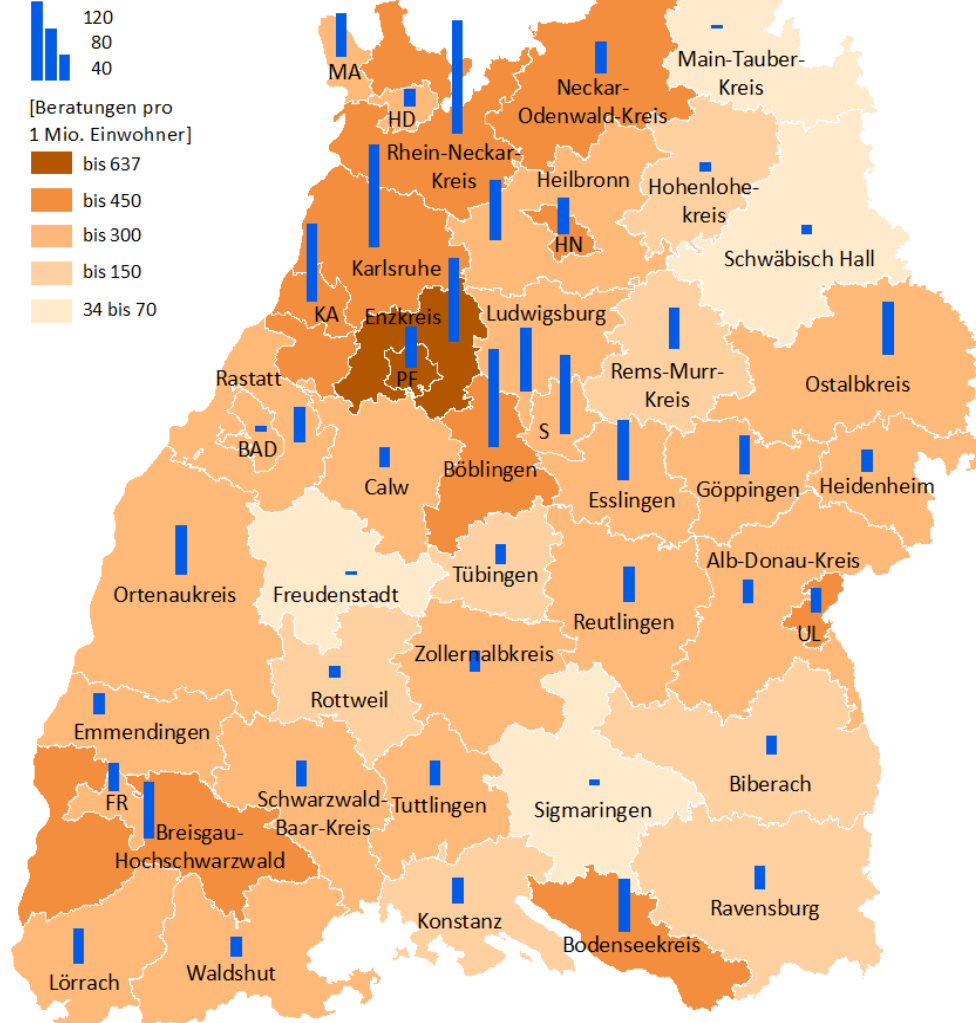 120
80
40
[Beratungen pro
1 Mio. Einwohner]
bis 637
bis 450
bis 300
bis 150
34 bis 70
MA
HD
Rhein-Neckar-
Kreis
Neckar-
Odenwald-Kreis
Main-Tauber-
Kreis
Heilbronn
HN
Hohenlohe-
kreis
Schwäbisch Hall
Karlsruhe
KA
Enzkreis
PF
Ludwigsburg
Rems-Murr-
Kreis
Ostalbkreis
Rastatt
BAD
Calw
Böblingen
S
Esslingen
Göppingen
Heidenheim
Ortenaukreis
Freudenstadt
Tübingen
Reutlingen
Alb-Donau-Kreis
UL
Zollernalbkreis
Rottweil
Emmendingen
FR
Breisgau-
Hochschwarzwald
Schwarzwald-
Baar-Kreis
Tuttlingen
Sigmaringen
Biberach
Ravensburg
Konstanz
Bodenseekreis
Lörrach
Waldshut